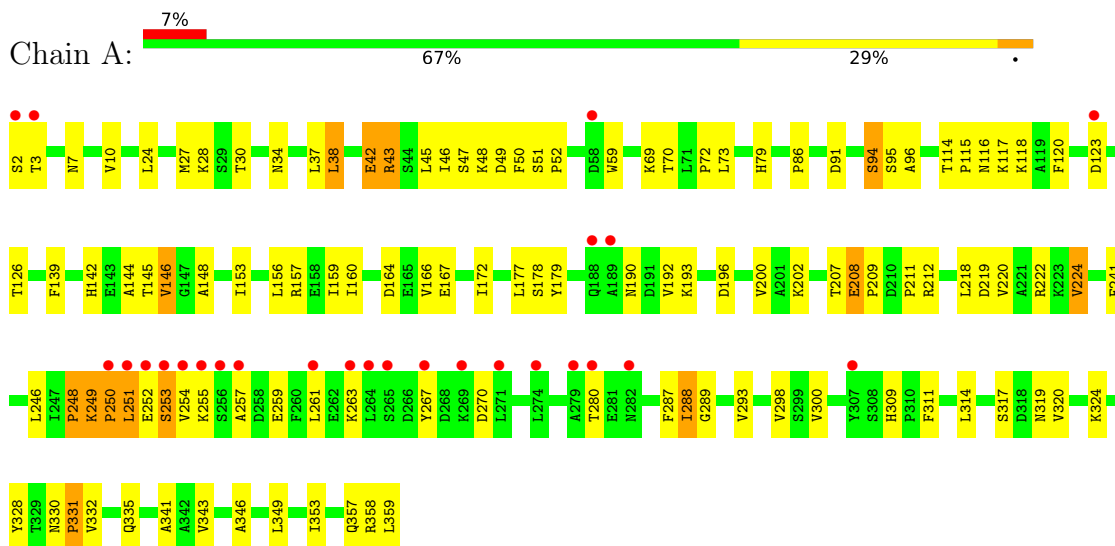 7%
Chain A:
67% 29% .
S2 T3 N7 V10 L24 M27 K28 S29 T30 N34 L37 L38 E42 R43 S44 L45 I46 S47 K48 D49 F50 S51 P52 D58 W59 K69 T70 L71 P72 L73 H79 P86 D91 S94 S95 A96 T114 P115 N116 K117 K118 A119 F120 D123
T126 F139 H142 E143 A144 T145 V146 G147 A148 I153 L156 R157 E158 I159 I160 D164 E165 V166 E167 I172 L177 S178 Y179 Q188 A189 N190 D191 V192 K193 D196 V200 A201 K202 T207 E208 P209 D210 P211 R212 L218 D219 V220 A221 R222 K223 V224
L246 I247 P248 K249 P250 L251 E252 S253 V254 K255 S256 A257 D258 E259 F260 L261 E262 K263 L264 S265 D266 Y267 D268 K269 D270 L271 L274 A279 T280 E281 N282 F287 I288 G289 V293 V298 S299 V300 Y307 S308 H309 P310 F311 L314 S317 D318 N319 V320 K324
Y328 T329 N330 P331 V332 Q335 A341 A342 V343 A346 L349 I353 Q357 R358 L359